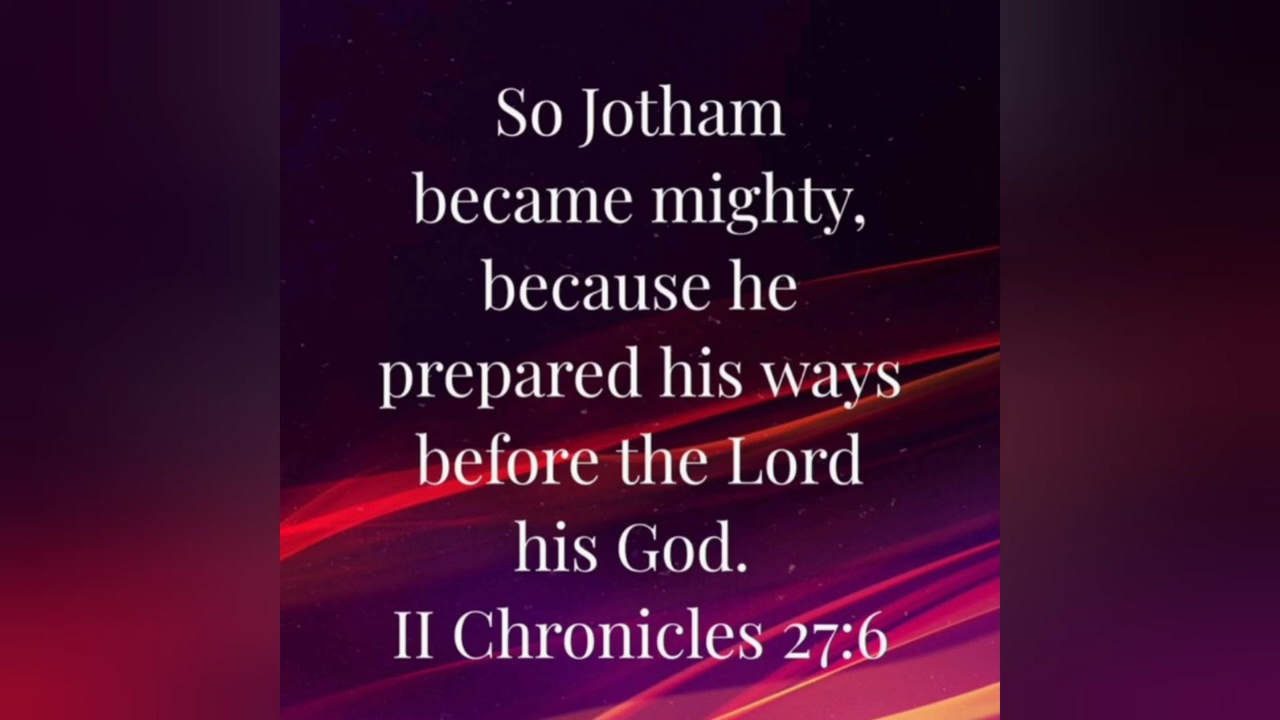 So Jotham
became mighty,
because he
prepared his ways
before the Lord
his God.
II Chronicles 27:6